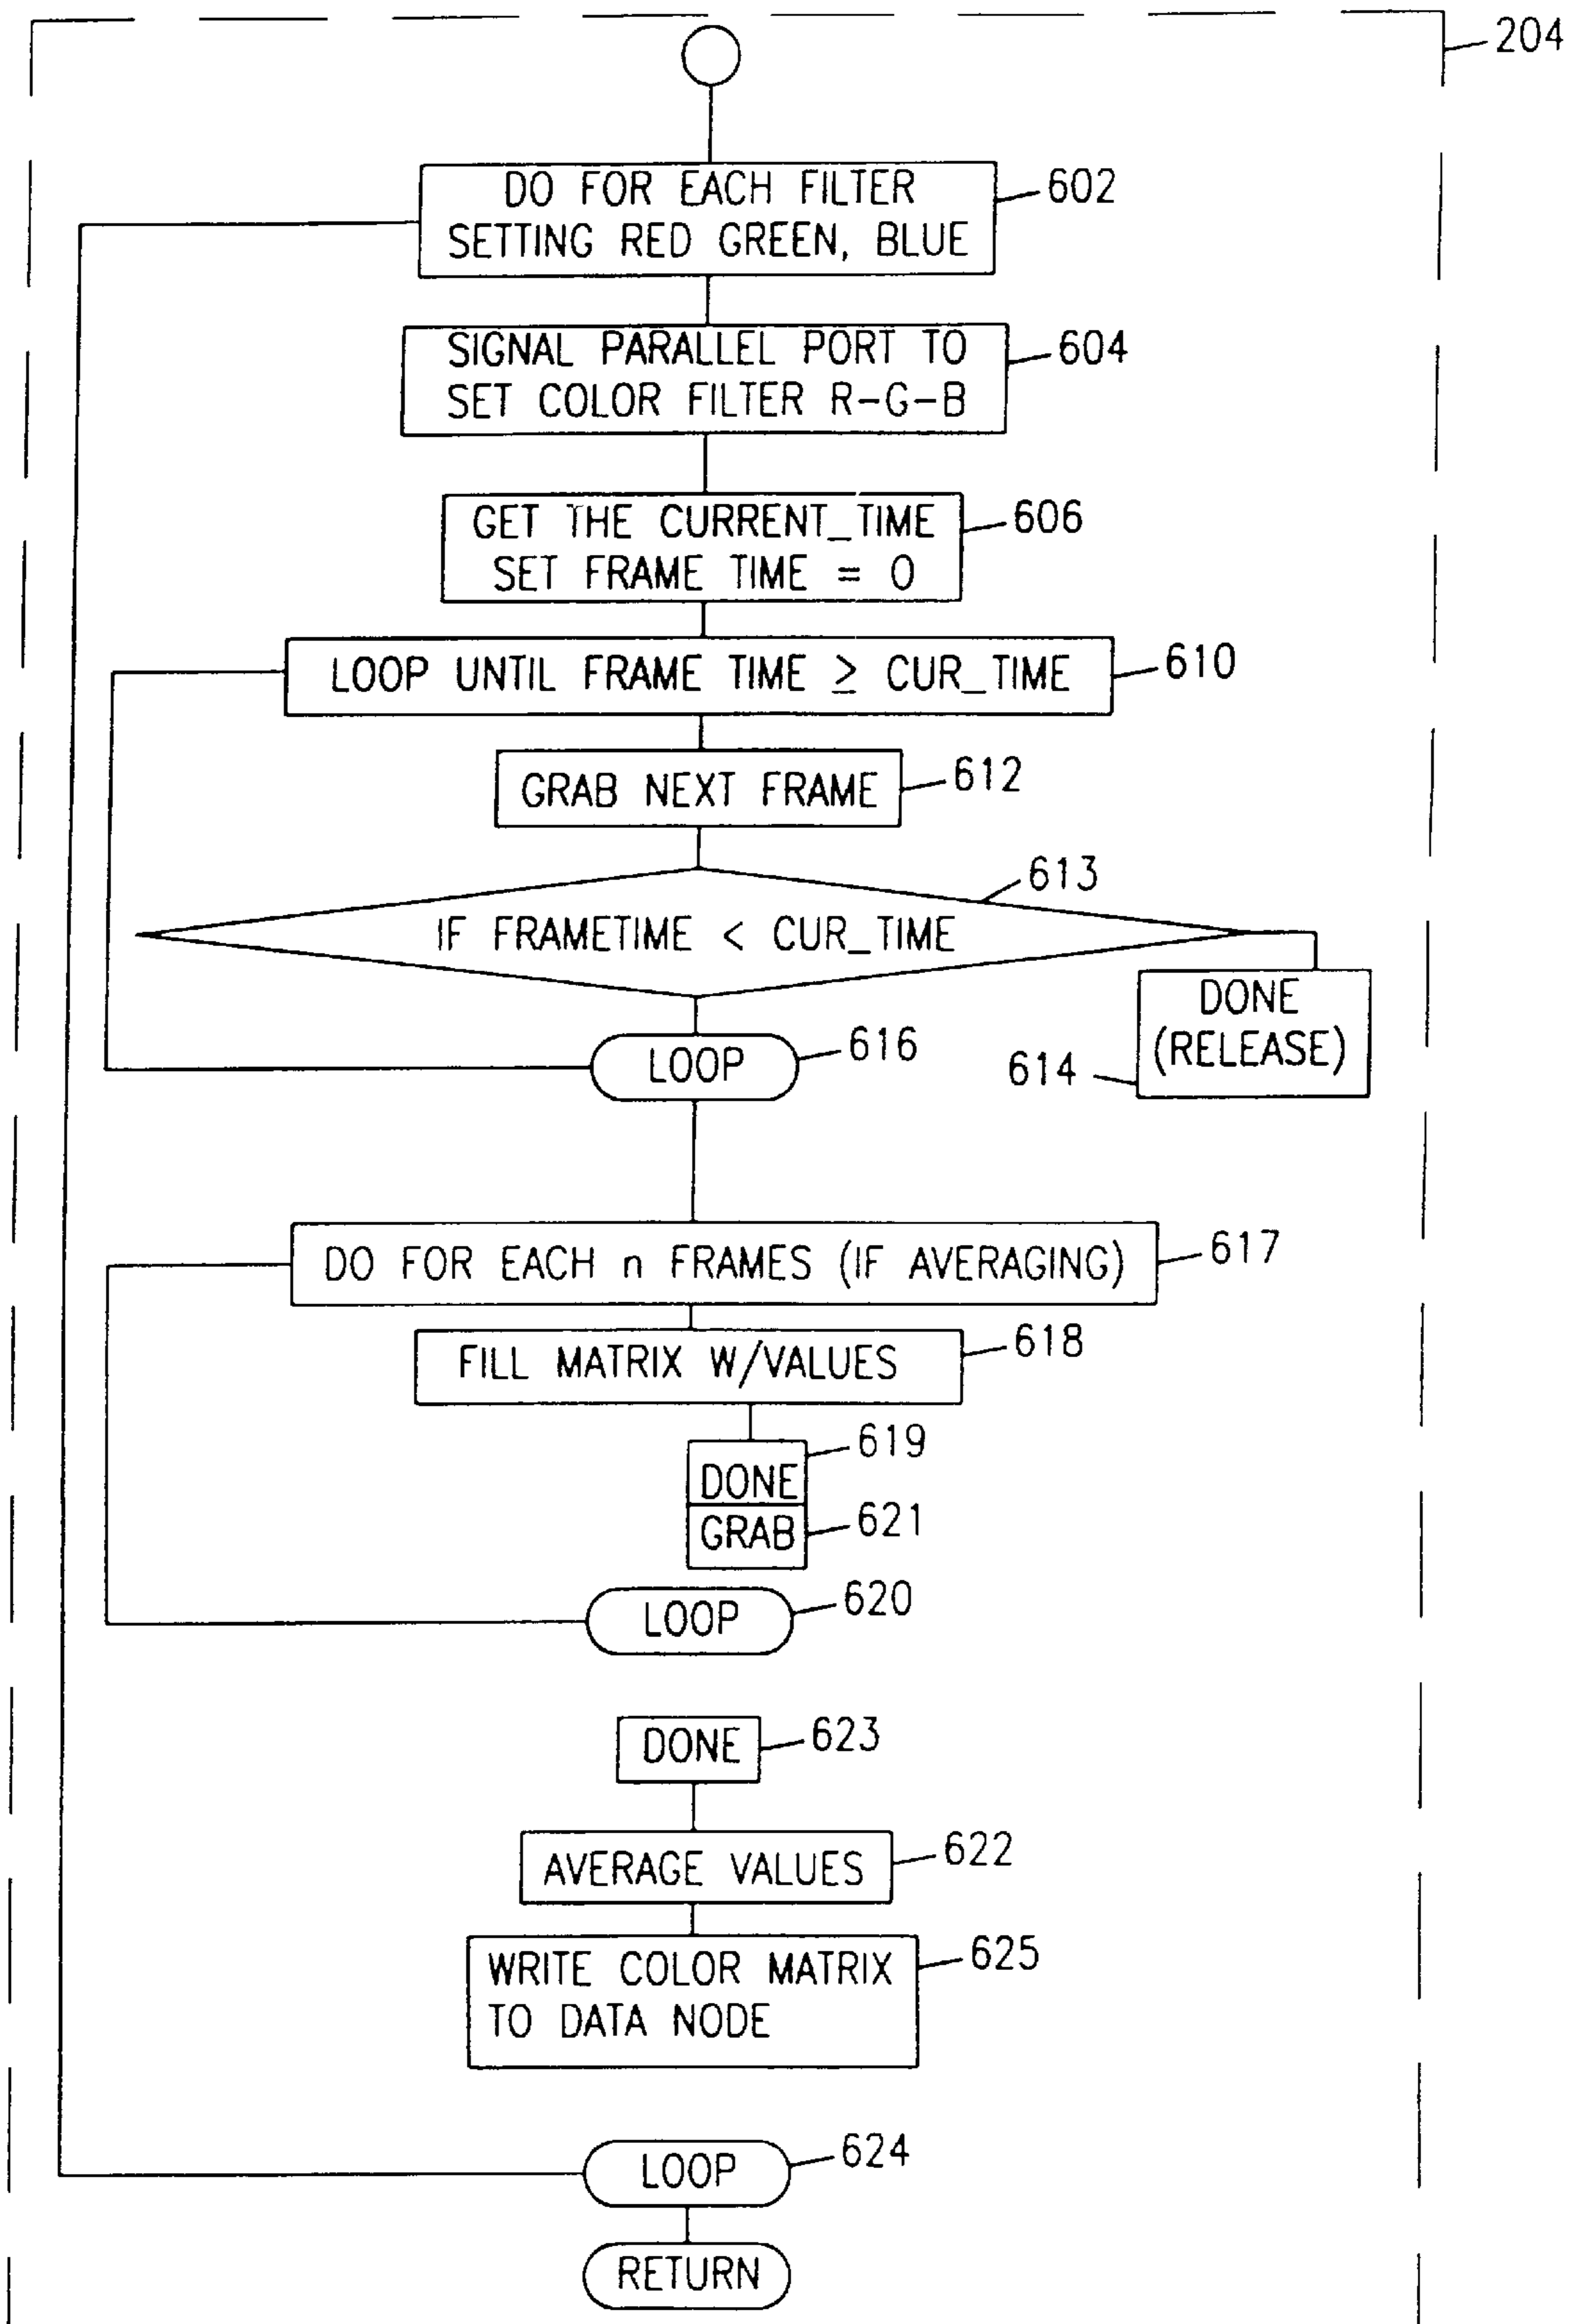 204
DO FOR EACH FILTER
SETTING RED GREEN, BLUE
602
SIGNAL PARALLEL PORT TO
SET COLOR FILTER R-G-B
604
GET THE CURRENT_TIME
SET FRAME TIME = 0
606
LOOP UNTIL FRAME TIME ≥ CUR_TIME
610
GRAB NEXT FRAME
612
613
IF FRAMETIME < CUR_TIME
DONE
(RELEASE)
614
LOOP
616
DO FOR EACH n FRAMES (IF AVERAGING)
617
FILL MATRIX W/VALUES
618
619
DONE
GRAB
621
LOOP
620
DONE
623
AVERAGE VALUES
622
WRITE COLOR MATRIX
TO DATA NODE
625
LOOP
624
RETURN